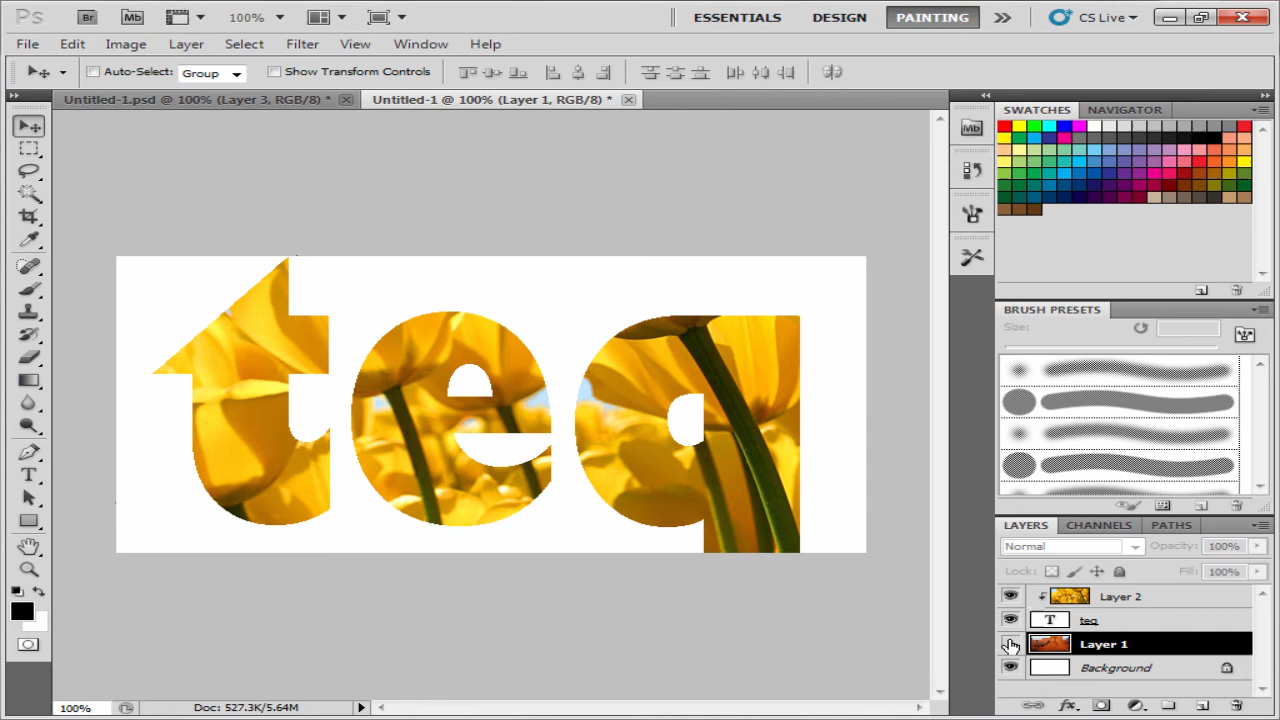 Ps Br Mb 100% ESSENTIALS DESIGN PAINTING CS Live
File Edit Image Layer Select Filter View Window Help
Auto-Select: Group Show Transform Controls
Untitled-1.psd @ 100% (Layer 3, RGB/8) * Untitled-1 @ 100% (Layer 1, RGB/8) *
SWATCHES NAVIGATOR
Mb
teq
BRUSH PRESETS
Size:
T
LAYERS CHANNELS PATHS
Normal Opacity: 100%
Lock: Fill: 100%
Layer 2
T teq
Layer 1
Background
fx
100% Doc: 527.3K/5.64M